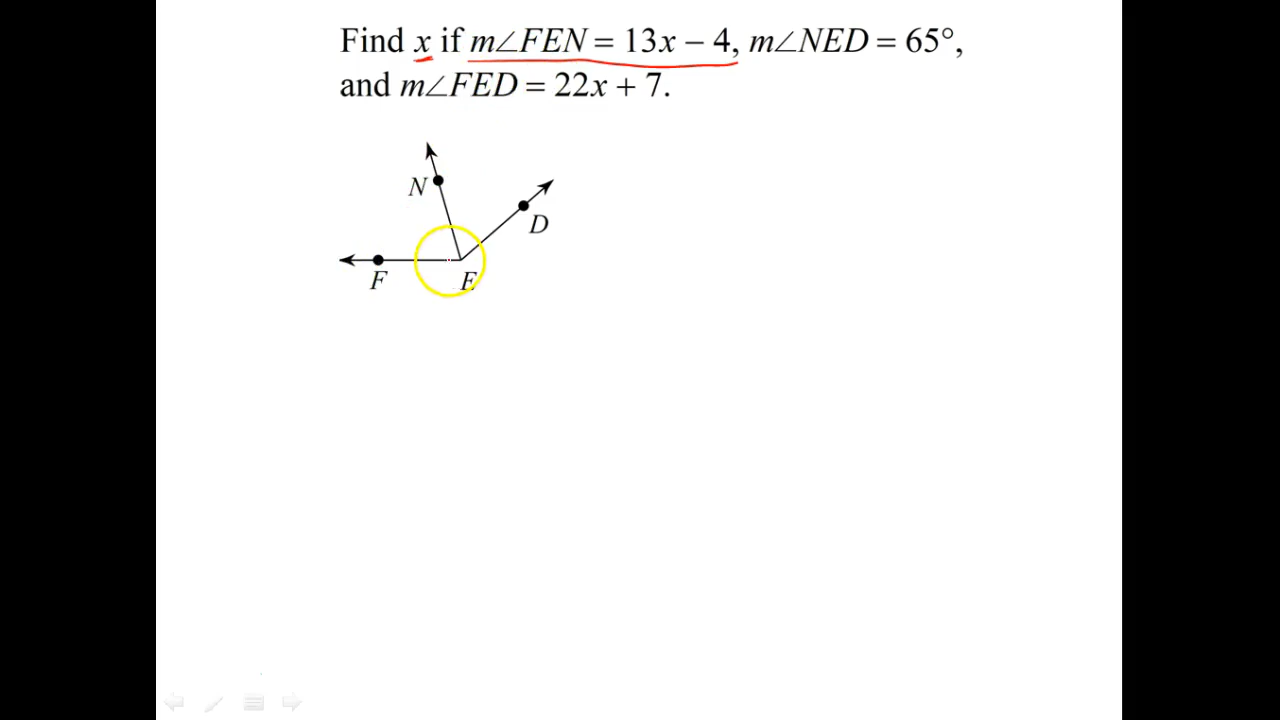 Find x if m∠FEN = 13x − 4, m∠NED = 65°,
and m∠FED = 22x + 7.
N
D
F
E